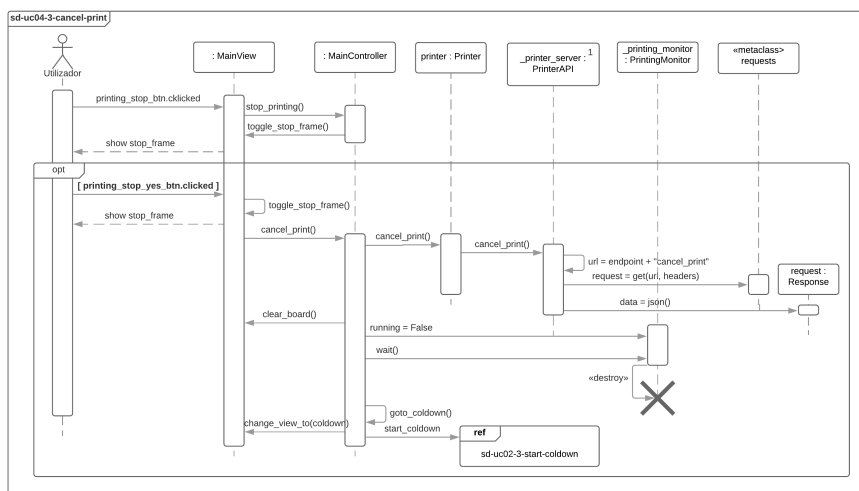 sd-uc04-3-cancel-print
Utilizador
: MainView
: MainController
printer : Printer
_printer_server :
PrinterAPI
1
_printing_monitor
: PrintingMonitor
«metaclass»
requests
printing_stop_btn.cklicked
stop_printing()
toggle_stop_frame()
show stop_frame
opt
[ printing_stop_yes_btn.clicked ]
toggle_stop_frame()
show stop_frame
cancel_print()
cancel_print()
cancel_print()
url = endpoint + "cancel_print"
request = get(url, headers)
request :
Response
data = json()
clear_board()
running = False
wait()
«destroy»
goto_coldown()
change_view_to(coldown)
start_coldown
ref
sd-uc02-3-start-coldown